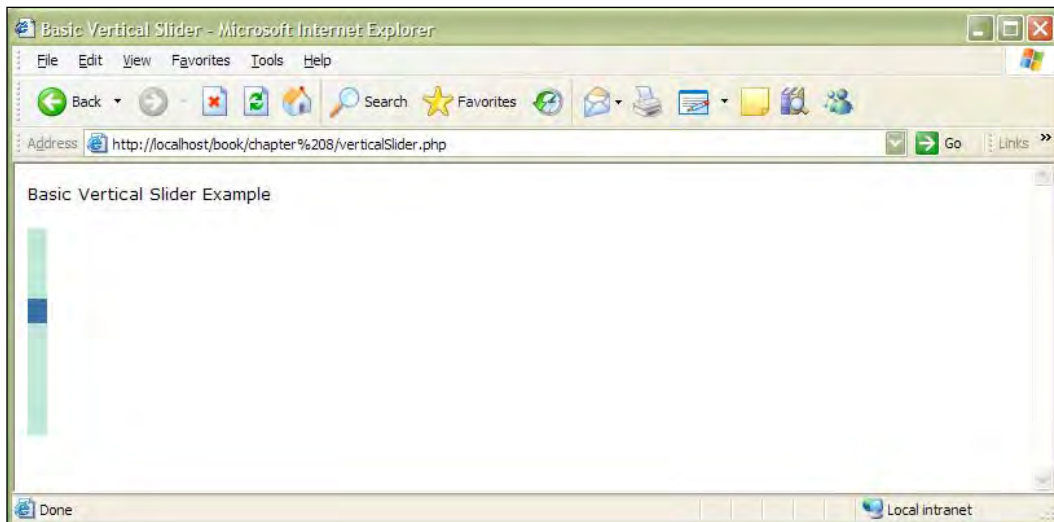 Basic Vertical Slider - Microsoft Internet Explorer
File Edit View Favorites Tools Help
Back Search Favorites
Address http://localhost/book/chapter%208/verticalSlider.php Go Links »
Basic Vertical Slider Example
Done Local intranet